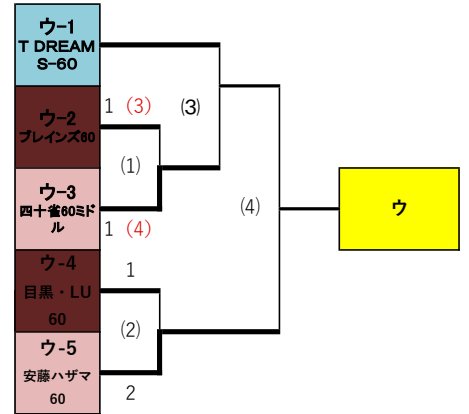 ウ-1
T DREAM
S-60
ウ-2
ブレインズ60
ウ-3
四十雀60ミド
ル
ウ-4
目黒・LU
60
ウ-5
安藤ハザマ
60
1 (3)
(1)
1 (4)
1
(2)
2
(3)
(4)
ウ